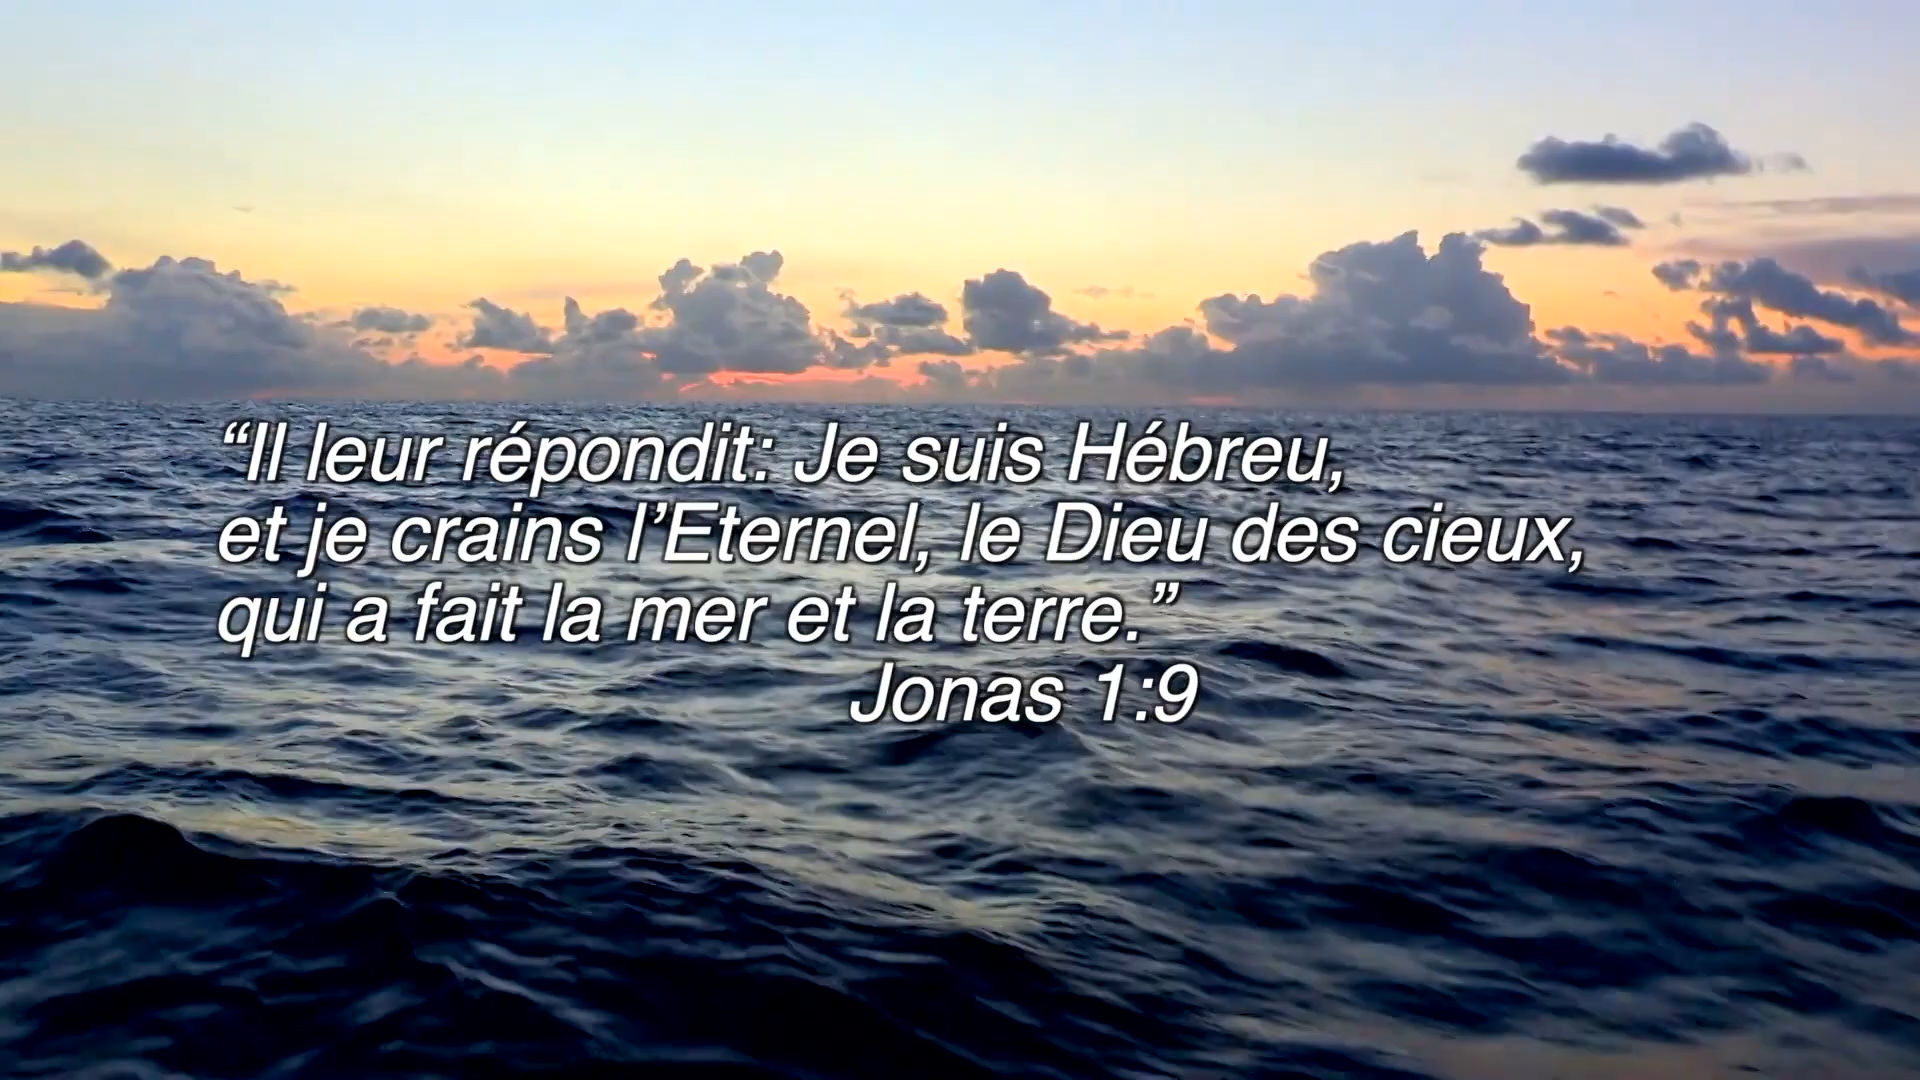 “Il leur répondit: Je suis Hébreu,
et je crains l’Eternel, le Dieu des cieux,
qui a fait la mer et la terre.”
Jonas 1:9